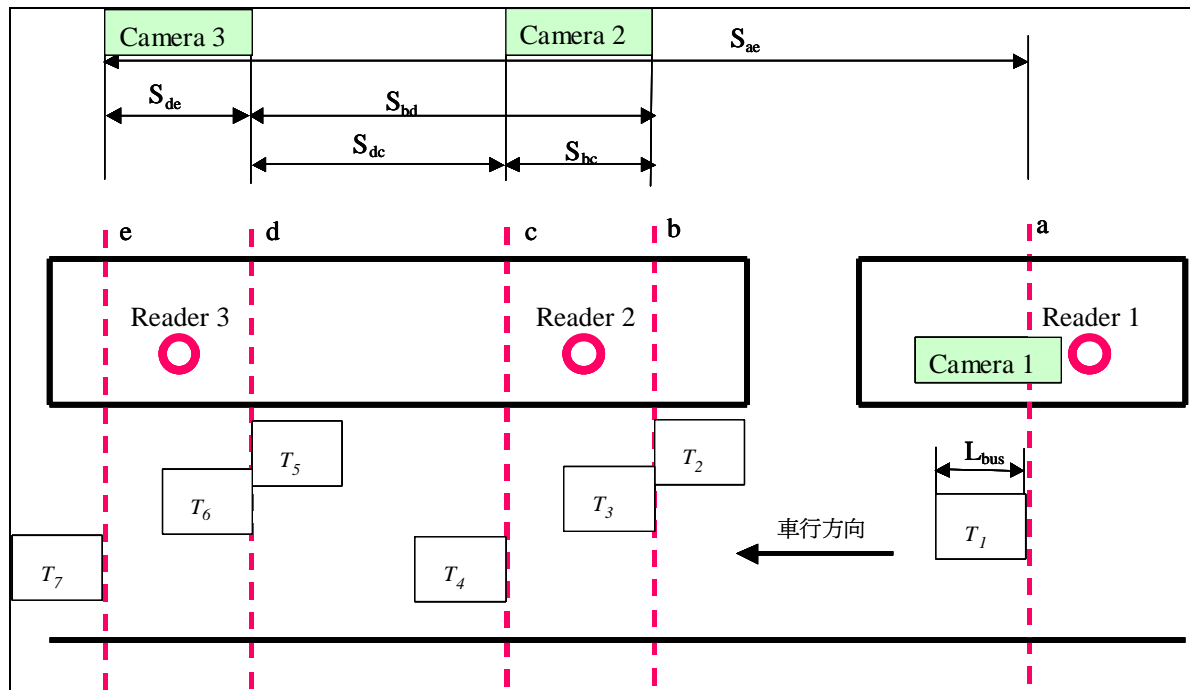 Camera 3
Camera 2
Sae
Sde
Sbd
Sdc
Sbc
e
d
c
b
a
Reader 3
Reader 2
Reader 1
Camera 1
Lbus
T5
T2
T6
T3
T1
車行方向
T7
T4